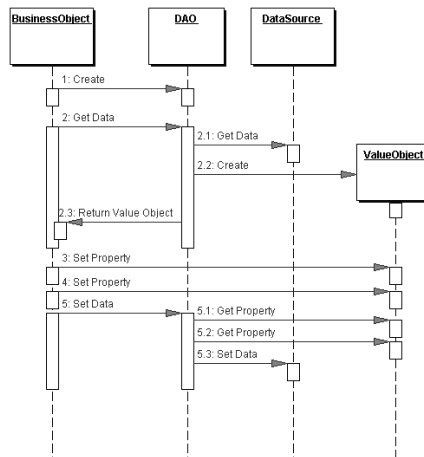 BusinessObject
DAO
DataSource
1: Create
2: Get Data
2.1: Get Data
2.2: Create
ValueObject
2.3: Return Value Object
3: Set Property
4: Set Property
5: Set Data
5.1: Get Property
5.2: Get Property
5.3: Set Data